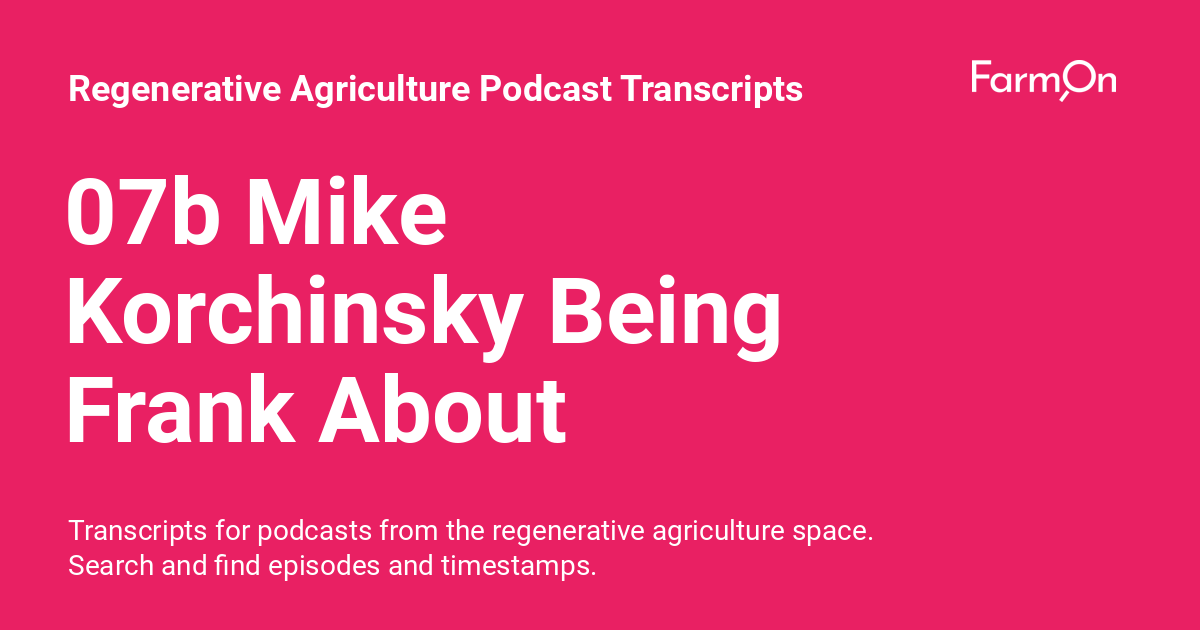 Regenerative Agriculture Podcast Transcripts
FarmOn
07b Mike
Korchinsky Being
Frank About
Transcripts for podcasts from the regenerative agriculture space.
Search and find episodes and timestamps.